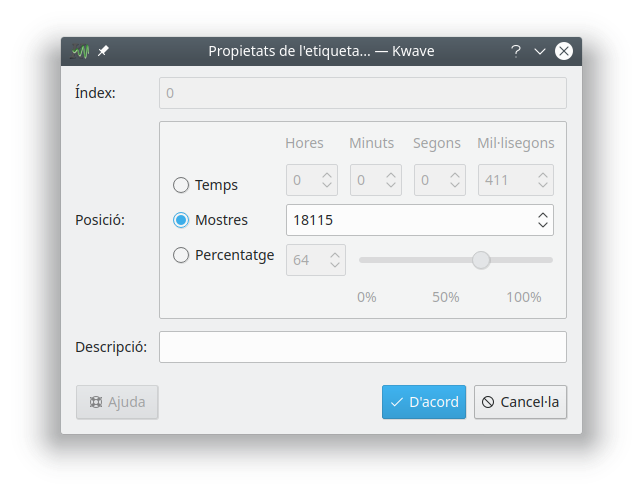 Propietats de l'etiqueta... — Kwave
Índex: 0
Hores Minuts Segons Mil·lisegons
Temps 0 0 0 411
Posició: Mostres 18115
Percentatge 64
0% 50% 100%
Descripció:
Ajuda D'acord Cancel·la